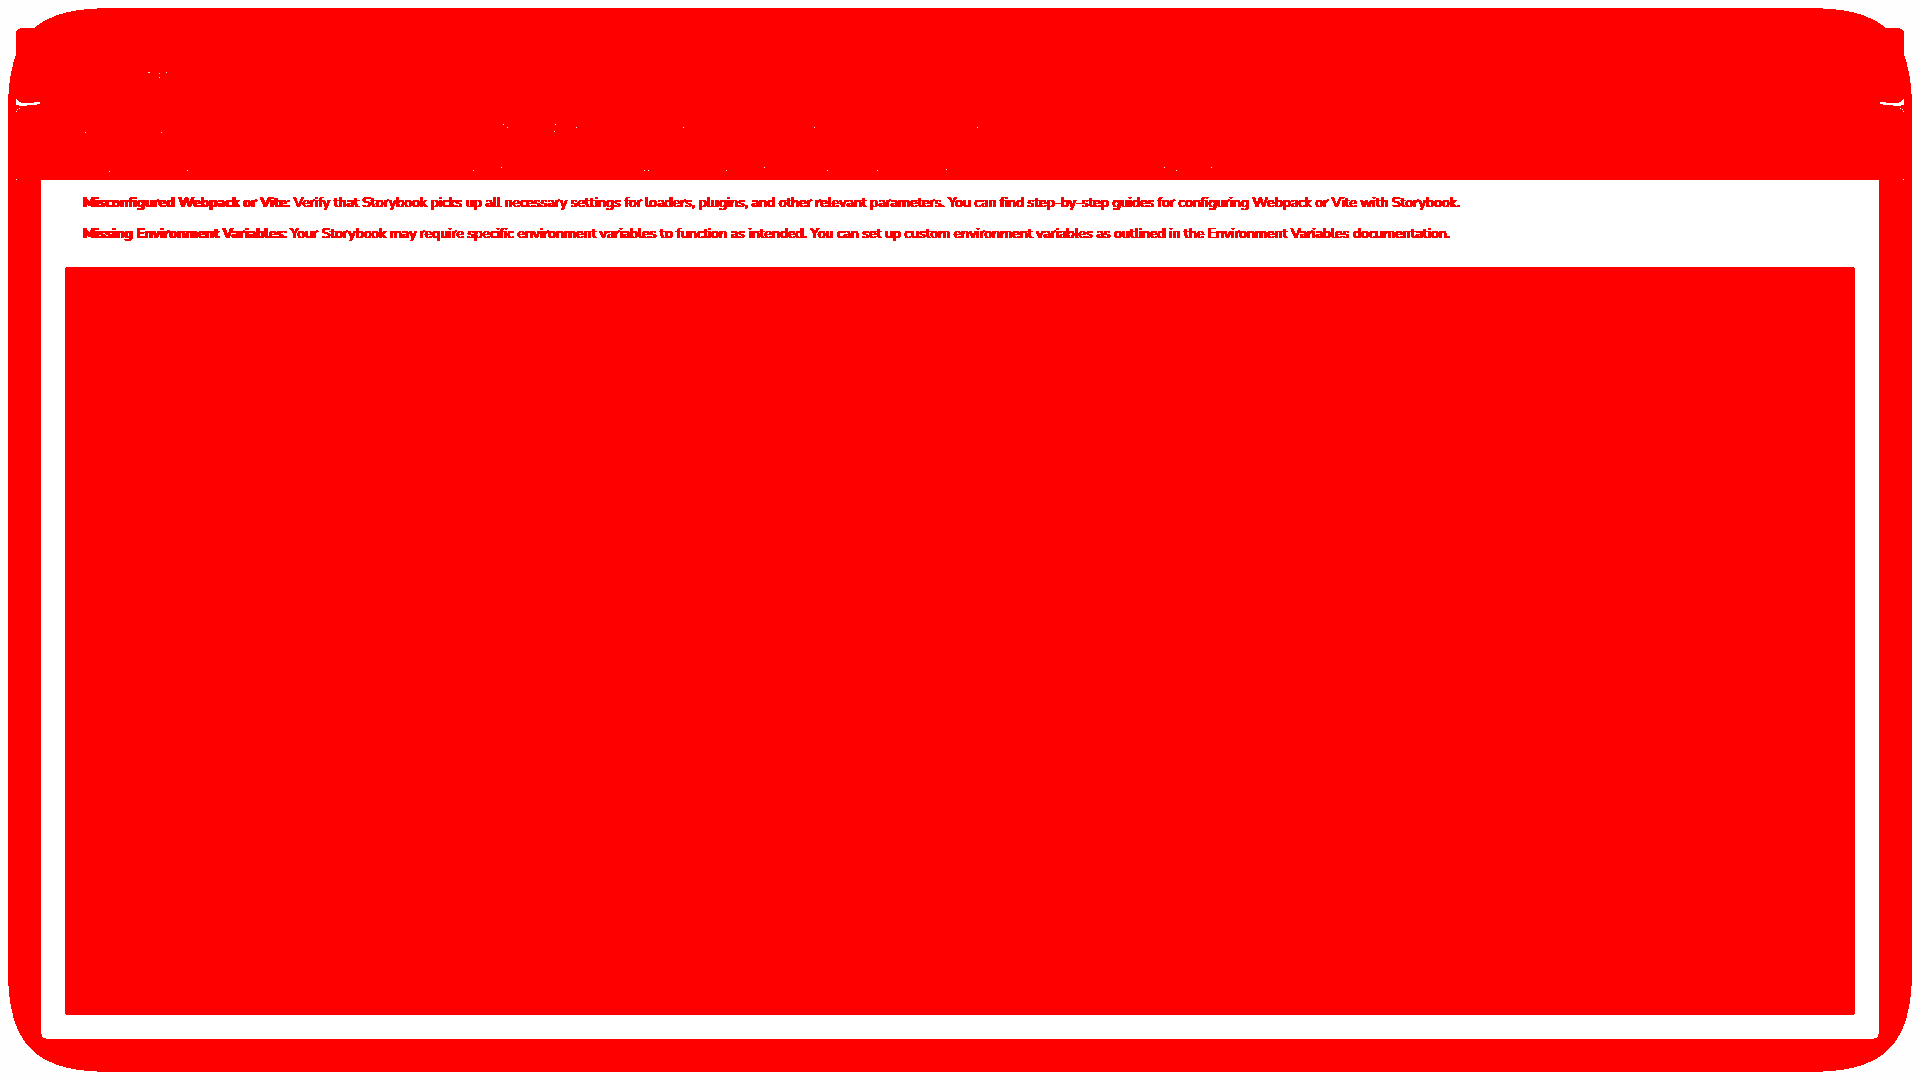 Misconfigured Webpack or Vite: Verify that Storybook picks up all necessary settings for loaders, plugins, and other relevant parameters. You can find step-by-step guides for configuring Webpack or Vite with Storybook.
Missing Environment Variables: Your Storybook may require specific environment variables to function as intended. You can set up custom environment variables as outlined in the Environment Variables documentation.